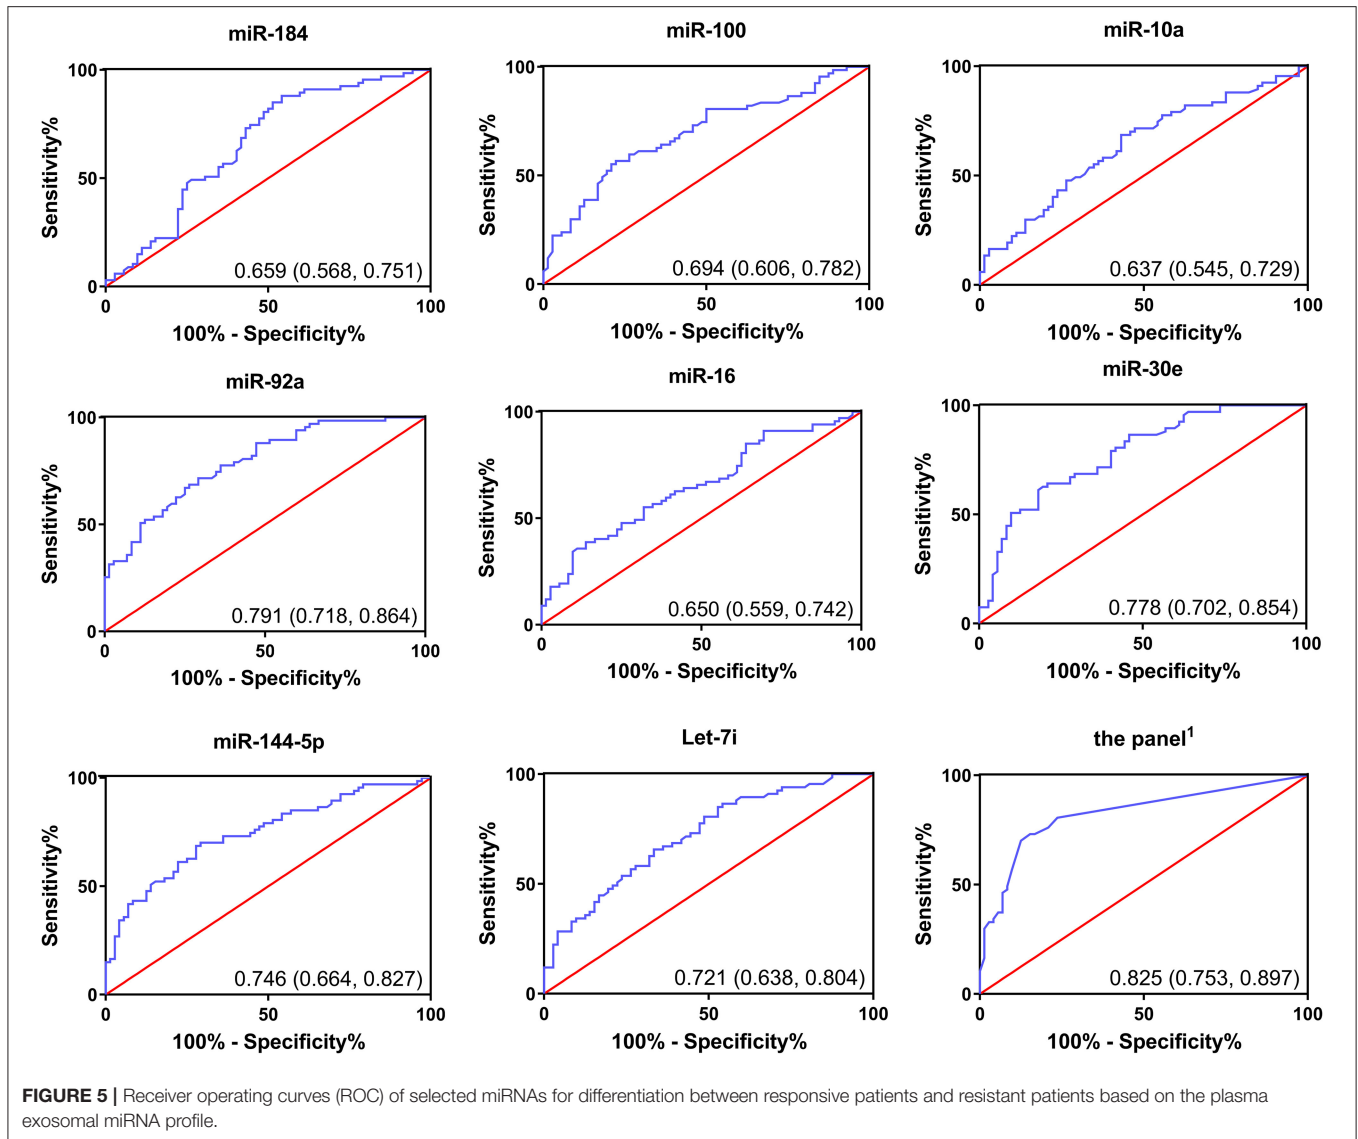 miR-184
miR-100
miR-10a
Sensitivity%
100
50
0
0.659 (0.568, 0.751)
0
50
100
100% - Specificity%
Sensitivity%
100
50
0
0.694 (0.606, 0.782)
0
50
100
100% - Specificity%
Sensitivity%
100
50
0
0.637 (0.545, 0.729)
0
50
100
100% - Specificity%
miR-92a
miR-16
miR-30e
Sensitivity%
100
50
0
0.791 (0.718, 0.864)
0
50
100
100% - Specificity%
Sensitivity%
100
50
0
0.650 (0.559, 0.742)
0
50
100
100% - Specificity%
Sensitivity%
100
50
0
0.778 (0.702, 0.854)
0
50
100
100% - Specificity%
miR-144-5p
Let-7i
the panel¹
Sensitivity%
100
50
0
0.746 (0.664, 0.827)
0
50
100
100% - Specificity%
Sensitivity%
100
50
0
0.721 (0.638, 0.804)
0
50
100
100% - Specificity%
Sensitivity%
100
50
0
0.825 (0.753, 0.897)
0
50
100
100% - Specificity%
FIGURE 5 | Receiver operating curves (ROC) of selected miRNAs for differentiation between responsive patients and resistant patients based on the plasma
exosomal miRNA profile.